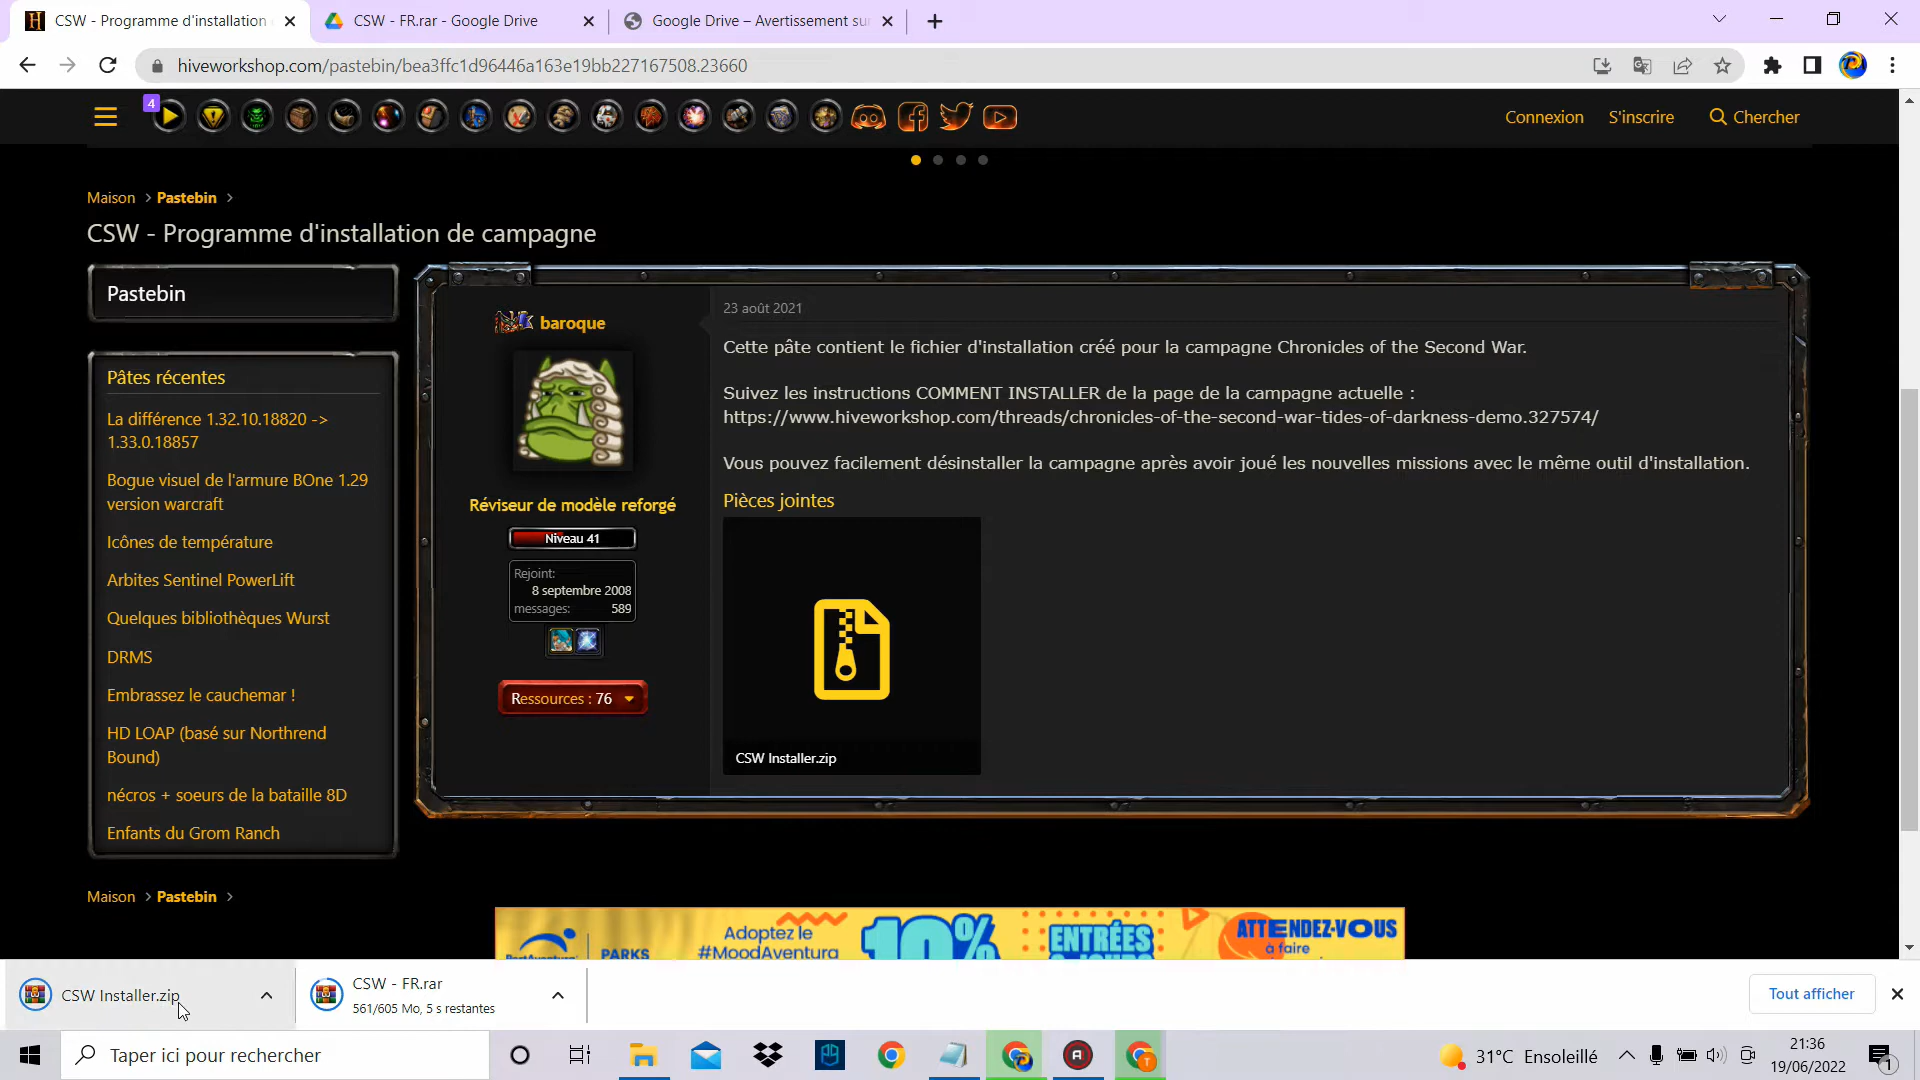 CSW - Programme d'installation
CSW - FR.rar - Google Drive
Google Drive – Avertissement su
hiveworkshop.com/pastebin/bea3ffc1d96446a163e19bb227167508.23660
4
Connexion
S'inscrire
Chercher
Maison > Pastebin >
CSW - Programme d'installation de campagne
Pastebin
Pâtes récentes
La différence 1.32.10.18820 ->
1.33.0.18857
Bogue visuel de l'armure BOne 1.29
version warcraft
Icônes de température
Arbites Sentinel PowerLift
Quelques bibliothèques Wurst
DRMS
Embrassez le cauchemar !
HD LOAP (basé sur Northrend
Bound)
nécros + soeurs de la bataille 8D
Enfants du Grom Ranch
baroque
Réviseur de modèle reforgé
Niveau 41
Rejoint:
8 septembre 2008
messages: 589
Ressources : 76
23 août 2021
Cette pâte contient le fichier d'installation créé pour la campagne Chronicles of the Second War.
Suivez les instructions COMMENT INSTALLER de la page de la campagne actuelle :
https://www.hiveworkshop.com/threads/chronicles-of-the-second-war-tides-of-darkness-demo.327574/
Vous pouvez facilement désinstaller la campagne après avoir joué les nouvelles missions avec le même outil d'installation.
Pièces jointes
CSW Installer.zip
Maison > Pastebin >
PARKS
Adoptez le
#MoodAventura
10%
ENTRÉES
ATTENDEZ-VOUS
à faire
CSW Installer.zip
CSW - FR.rar
561/605 Mo, 5 s restantes
Tout afficher
Taper ici pour rechercher
31°C Ensoleillé
21:36
19/06/2022
1